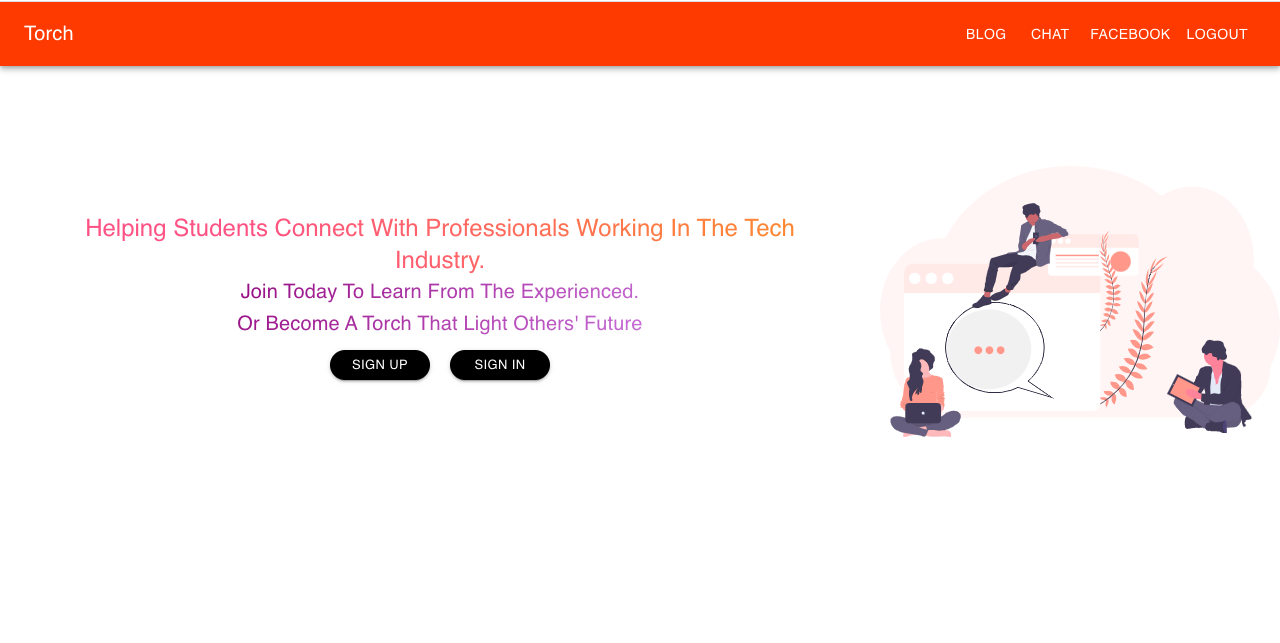 Torch
BLOG CHAT FACEBOOK LOGOUT
Helping Students Connect With Professionals Working In The Tech
Industry.
Join Today To Learn From The Experienced.
Or Become A Torch That Light Others' Future
SIGN UP SIGN IN